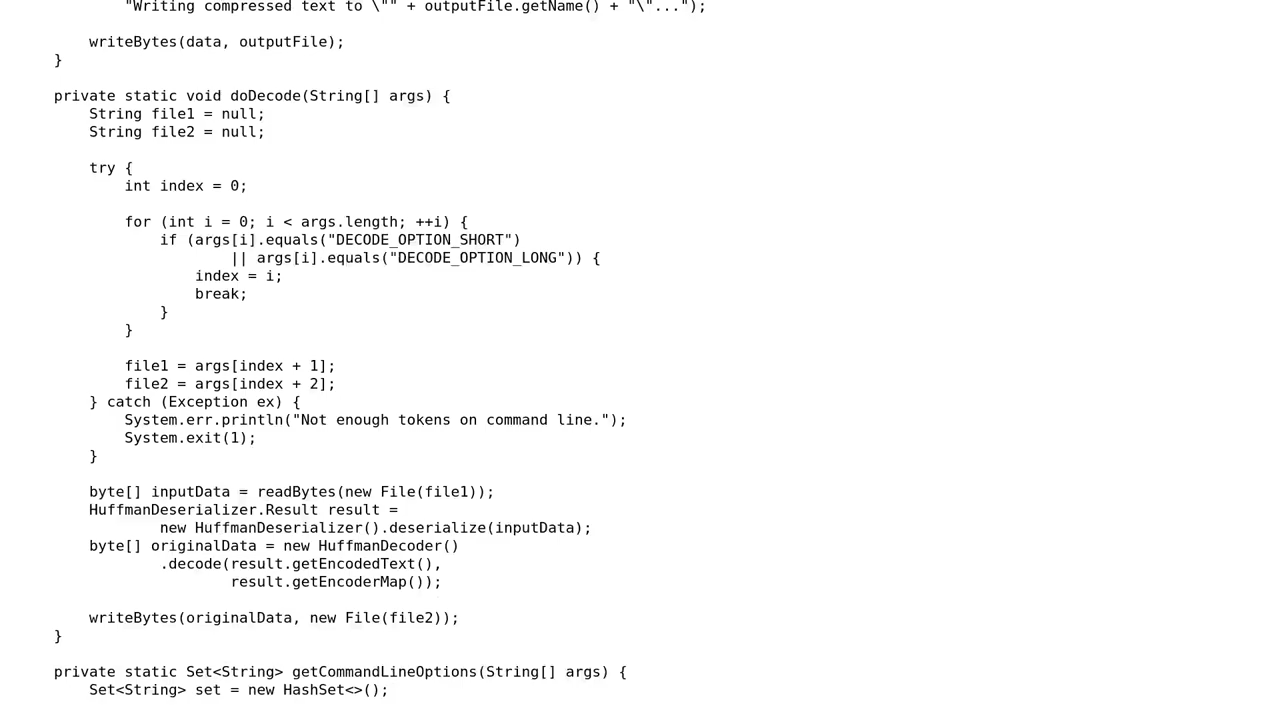 "Writing compressed text to \"" + outputFile.getName() + "\"...");
writeBytes(data, outputFile);
}
private static void doDecode(String[] args) {
String file1 = null;
String file2 = null;
try {
int index = 0;
for (int i = 0; i < args.length; ++i) {
if (args[i].equals("DECODE_OPTION_SHORT")
|| args[i].equals("DECODE_OPTION_LONG")) {
index = i;
break;
}
}
file1 = args[index + 1];
file2 = args[index + 2];
} catch (Exception ex) {
System.err.println("Not enough tokens on command line.");
System.exit(1);
}
byte[] inputData = readBytes(new File(file1));
HuffmanDeserializer.Result result =
new HuffmanDeserializer().deserialize(inputData);
byte[] originalData = new HuffmanDecoder()
.decode(result.getEncodedText(),
result.getEncoderMap());
writeBytes(originalData, new File(file2));
}
private static Set<String> getCommandLineOptions(String[] args) {
Set<String> set = new HashSet<>();